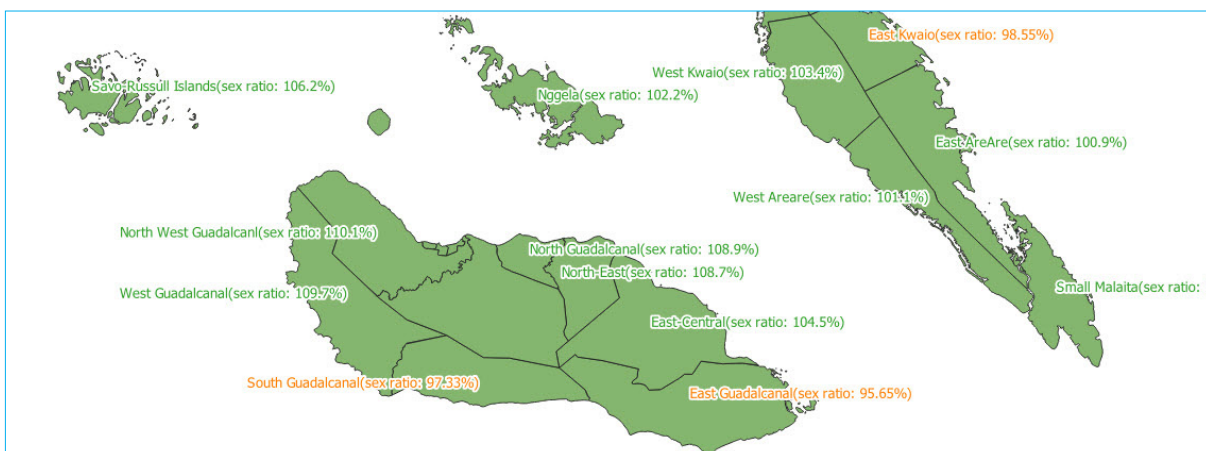 East Kwaio(sex ratio: 98.55%)
West Kwaio(sex ratio: 103.4%)
Savo-Russull Islands(sex ratio: 106.2%)
Nggela(sex ratio: 102.2%)
East AreAre(sex ratio: 100.9%)
West Areare(sex ratio: 101.1%)
North West Guadalcanl(sex ratio: 110.1%)
North Guadalcanal(sex ratio: 108.9%)
North-East(sex ratio: 108.7%)
West Guadalcanal(sex ratio: 109.7%)
Small Malaita(sex ratio:
East-Central(sex ratio: 104.5%)
South Guadalcanal(sex ratio: 97.33%)
East Guadalcanal(sex ratio: 95.65%)